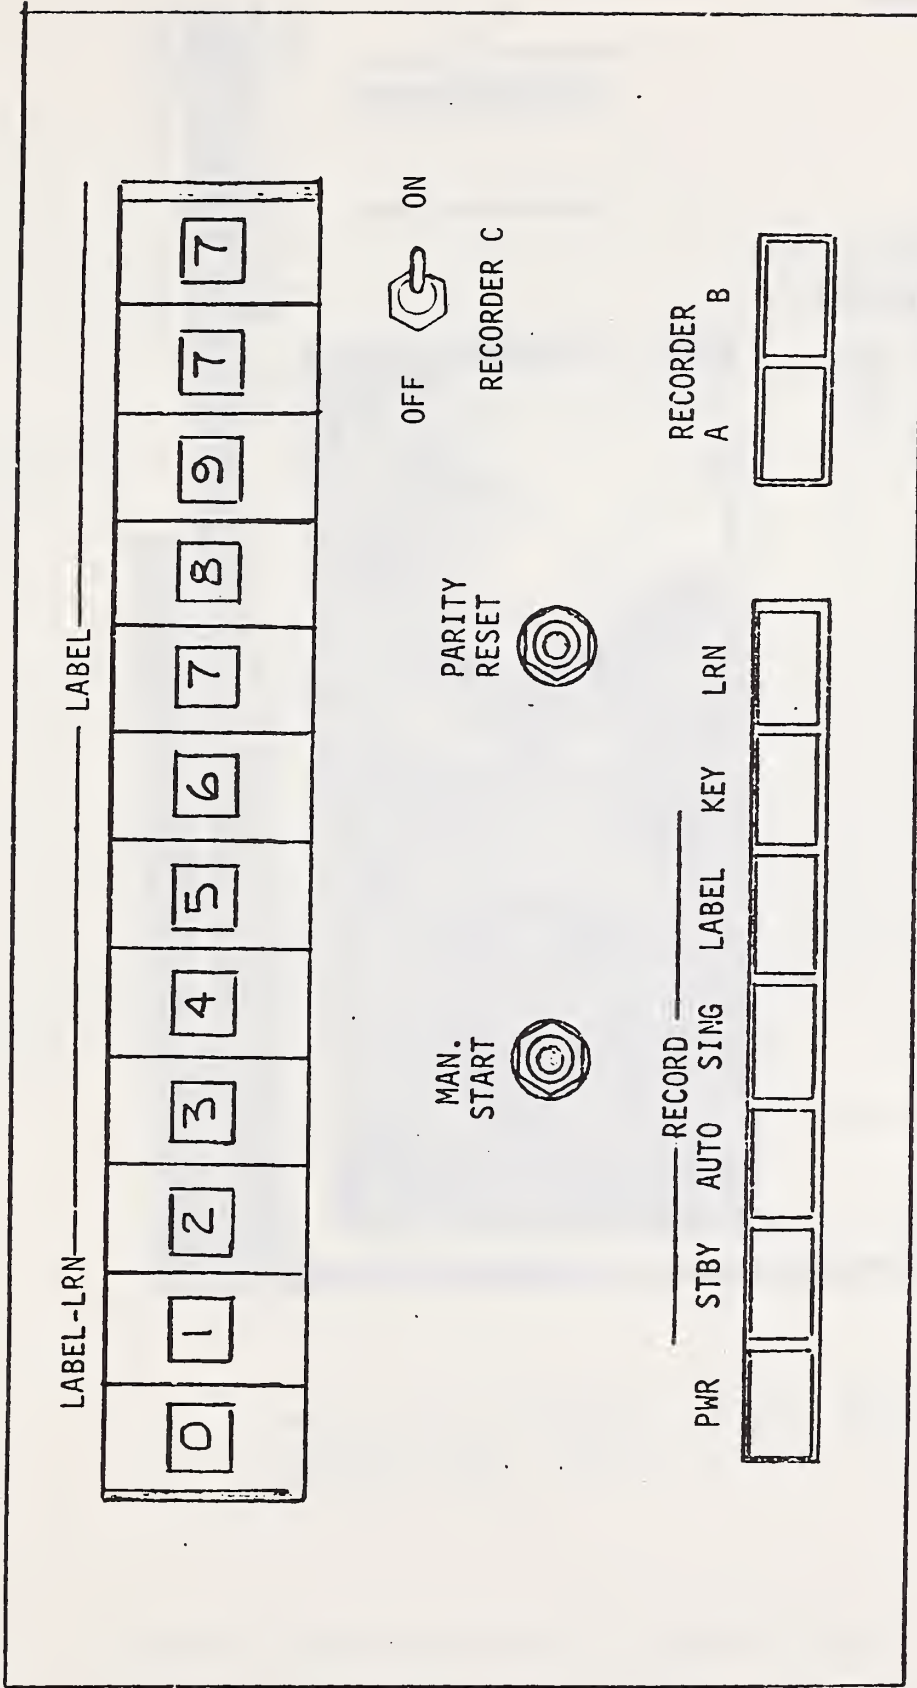 LABEL-LRN LABEL
0 1 2 3 4 5 6 7 8 9 7 7
OFF ON
RECORDER C
MAN.
START
PARITY
RESET
RECORD
PWR STBY AUTO SING LABEL KEY LRN
RECORDER
A B